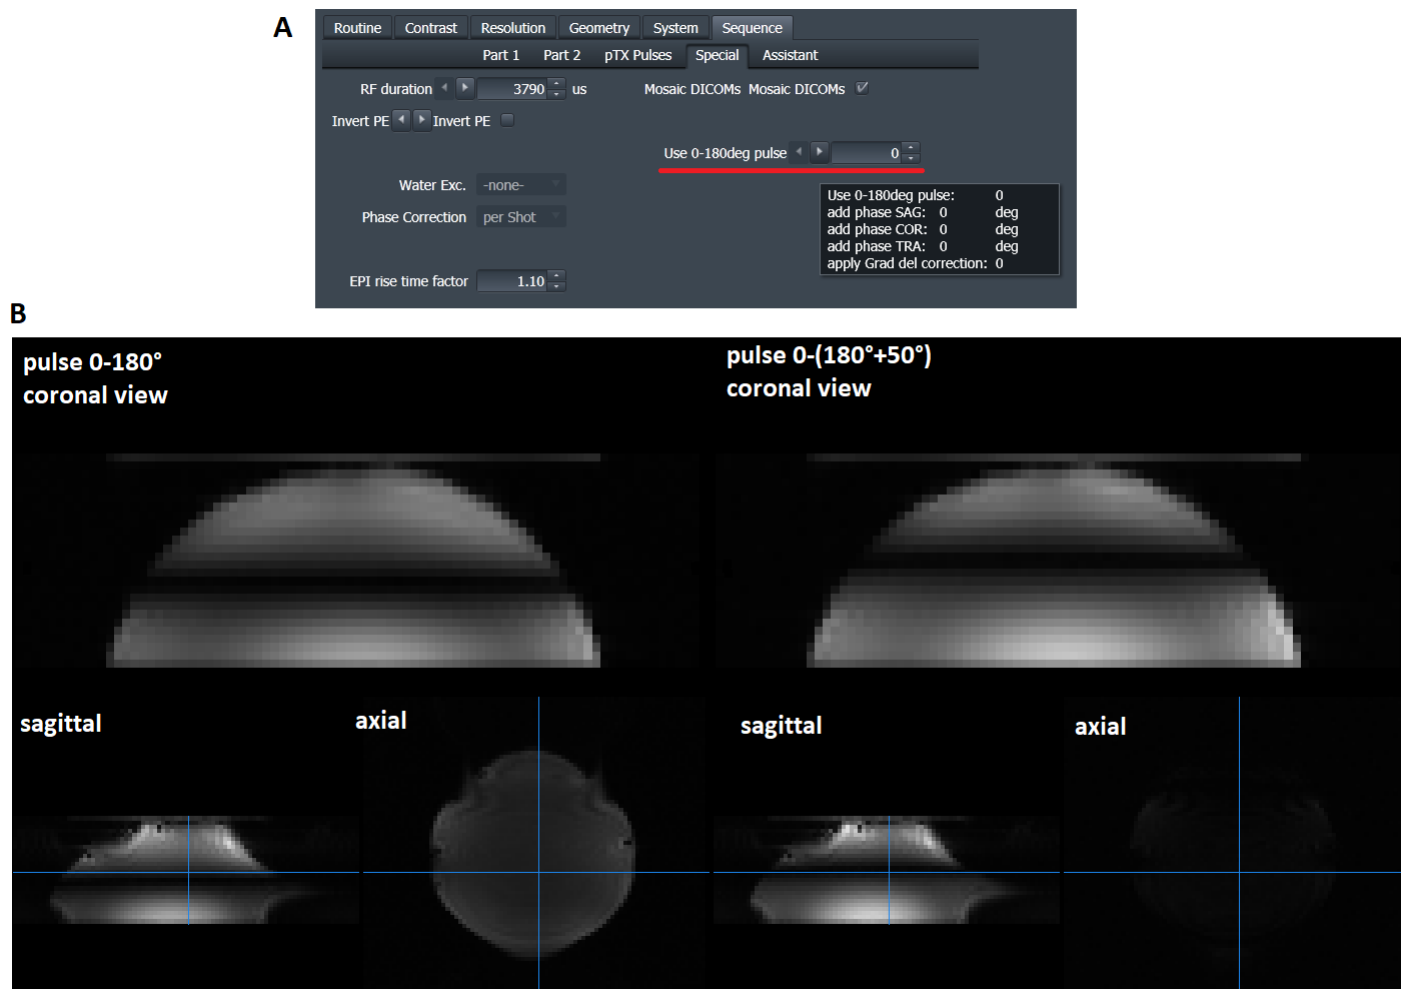 A
Routine Contrast Resolution Geometry System Sequence
Part 1 Part 2 pTX Pulses Special Assistant
RF duration 3790 us Mosaic DICOMs Mosaic DICOMs
Invert PE Invert PE
Use 0-180deg pulse 0
Water Exc. -none-
Use 0-180deg pulse: 0
add phase SAG: 0 deg
Phase Correction per Shot
add phase COR: 0 deg
add phase TRA: 0 deg
apply Grad del correction: 0
EPI rise time factor 1.10
B
pulse 0-180°
coronal view
pulse 0-(180°+50°)
coronal view
sagittal
axial
sagittal
axial